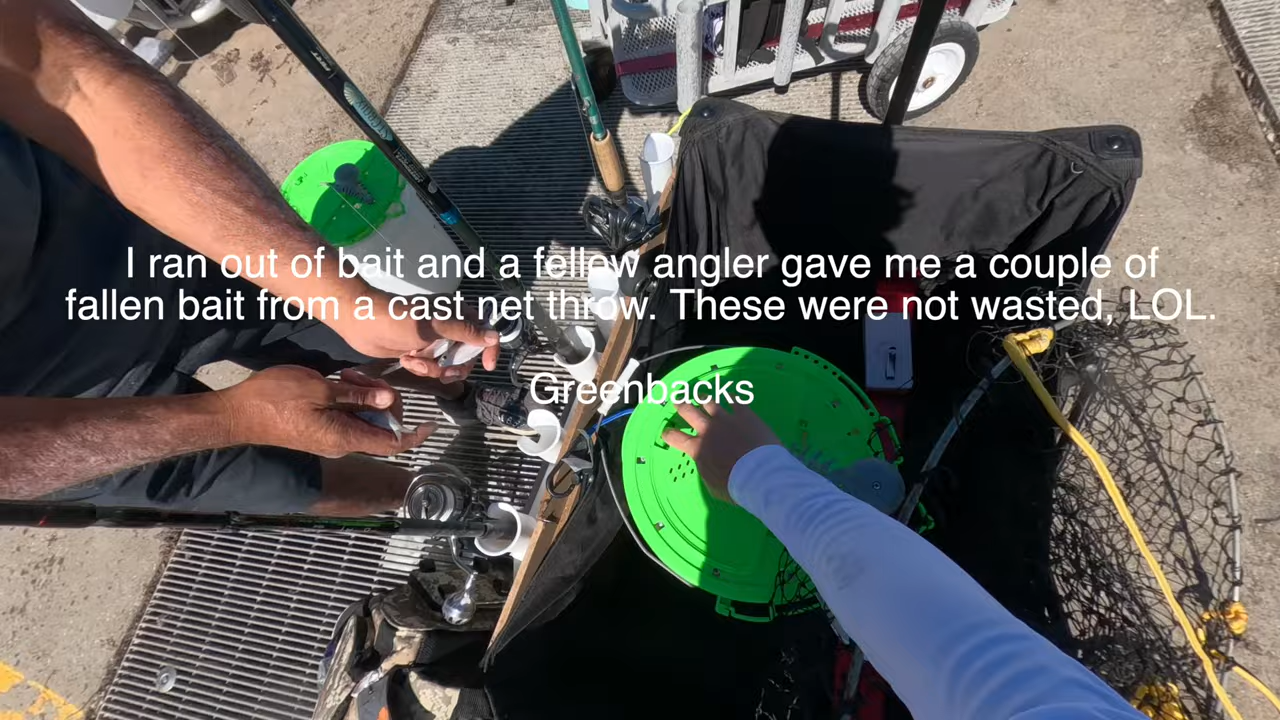 I ran out of bait and a fellow angler gave me a couple of
fallen bait from a cast net throw. These were not wasted, LOL.
Greenbacks